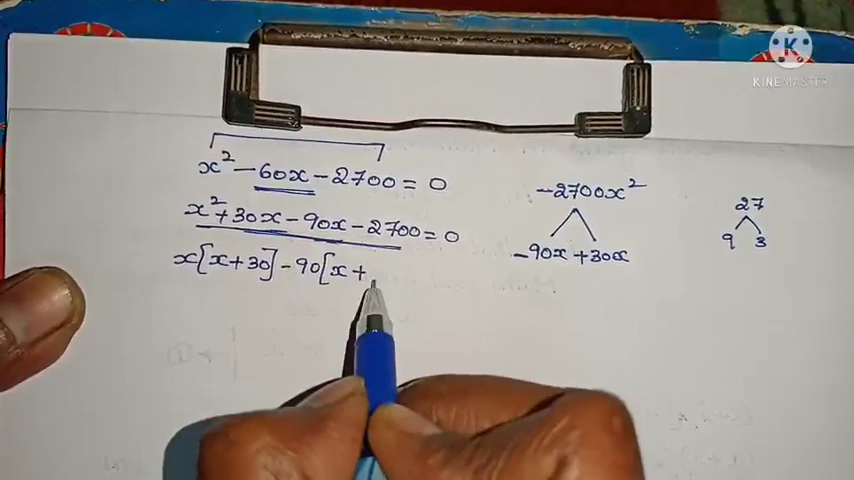 K
KINEMASTER
x² - 60x - 2700 = 0
x² + 30x - 90x - 2700 = 0
x[x+30] - 90[x+
-2700x²
-90x +30x
27
9 3